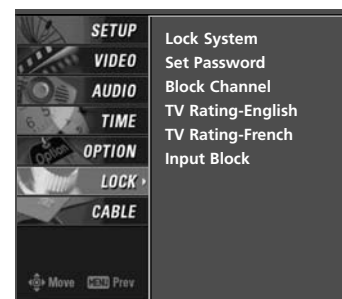 SETUP
VIDEO
AUDIO
TIME
OPTION
LOCK
CABLE
Move MENU Prev
Lock System
Set Password
Block Channel
TV Rating-English
TV Rating-French
Input Block